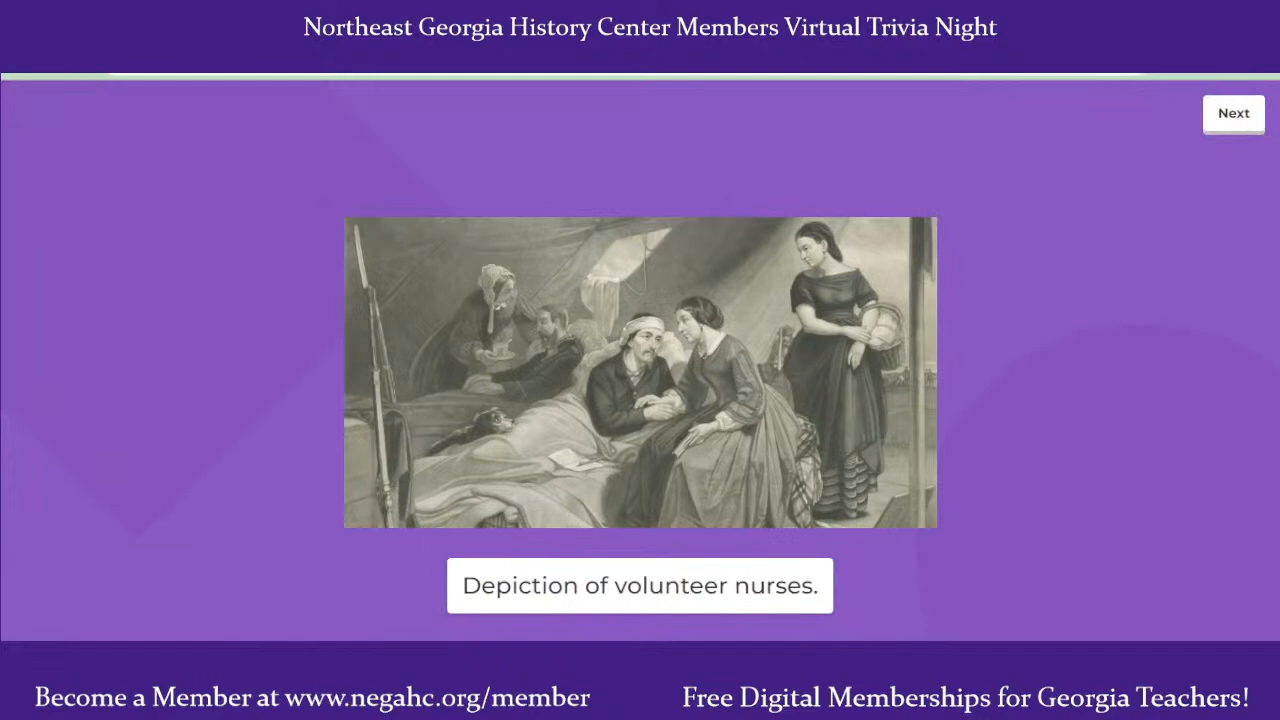 Northeast Georgia History Center Members Virtual Trivia Night
Next
Depiction of volunteer nurses.
Become a Member at www.negahc.org/member
Free Digital Memberships for Georgia Teachers!